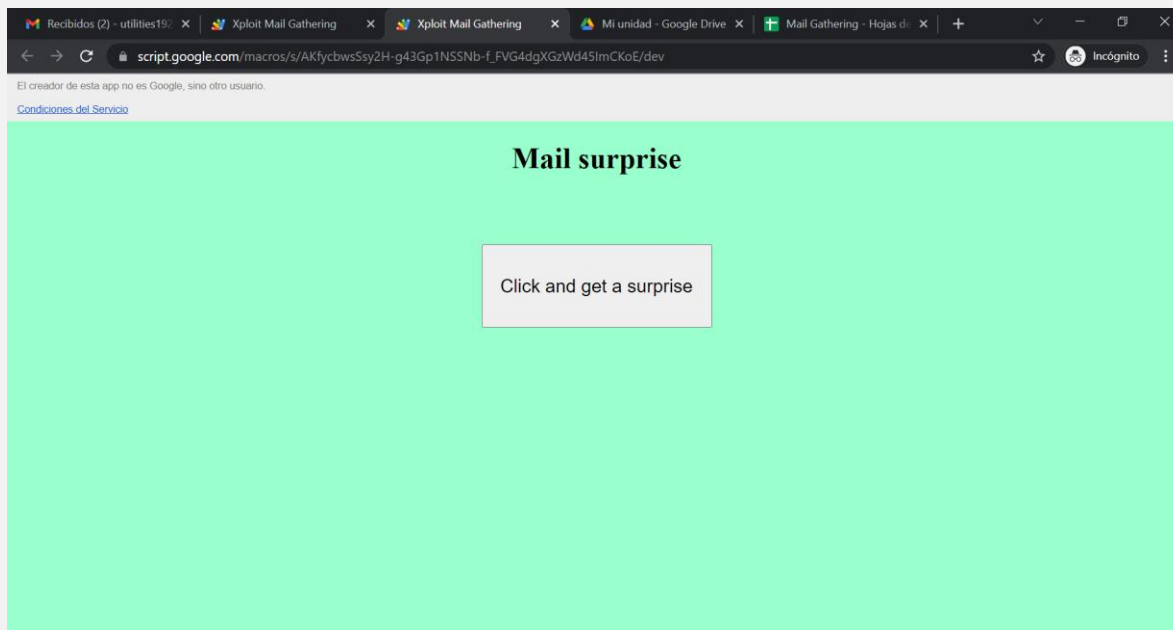 Recibidos (2) - utilities192
Xploit Mail Gathering
Xploit Mail Gathering
Mi unidad - Google Drive
Mail Gathering - Hojas de
script.google.com/macros/s/AKfycbwsSsy2H-g43Gp1NSSNb-f_FVG4dgXGzWd45ImCKoE/dev
Incógnito
El creador de esta app no es Google, sino otro usuario.
Condiciones del Servicio
Mail surprise
Click and get a surprise